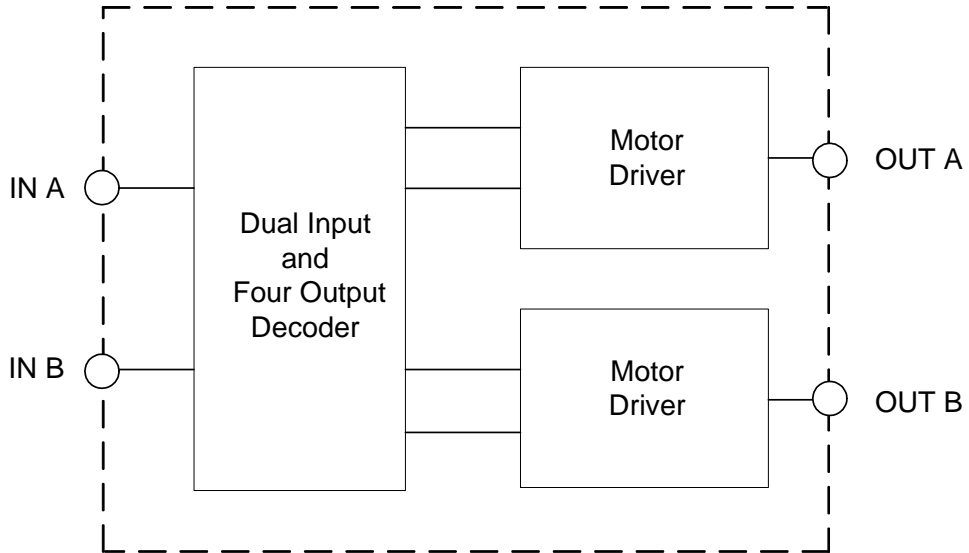 IN A
IN B
Dual Input
and
Four Output
Decoder
Motor
Driver
Motor
Driver
OUT A
OUT B